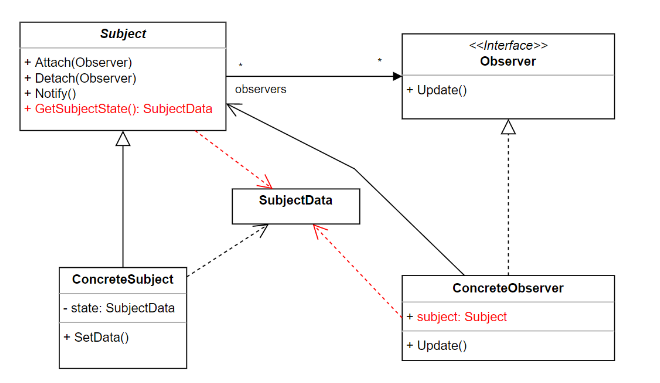 Subject
+ Attach(Observer)
+ Detach(Observer)
+ Notify()
+ GetSubjectState(): SubjectData
*
*
observers
<<Interface>>
Observer
+ Update()
SubjectData
ConcreteSubject
- state: SubjectData
+ SetData()
ConcreteObserver
+ subject: Subject
+ Update()